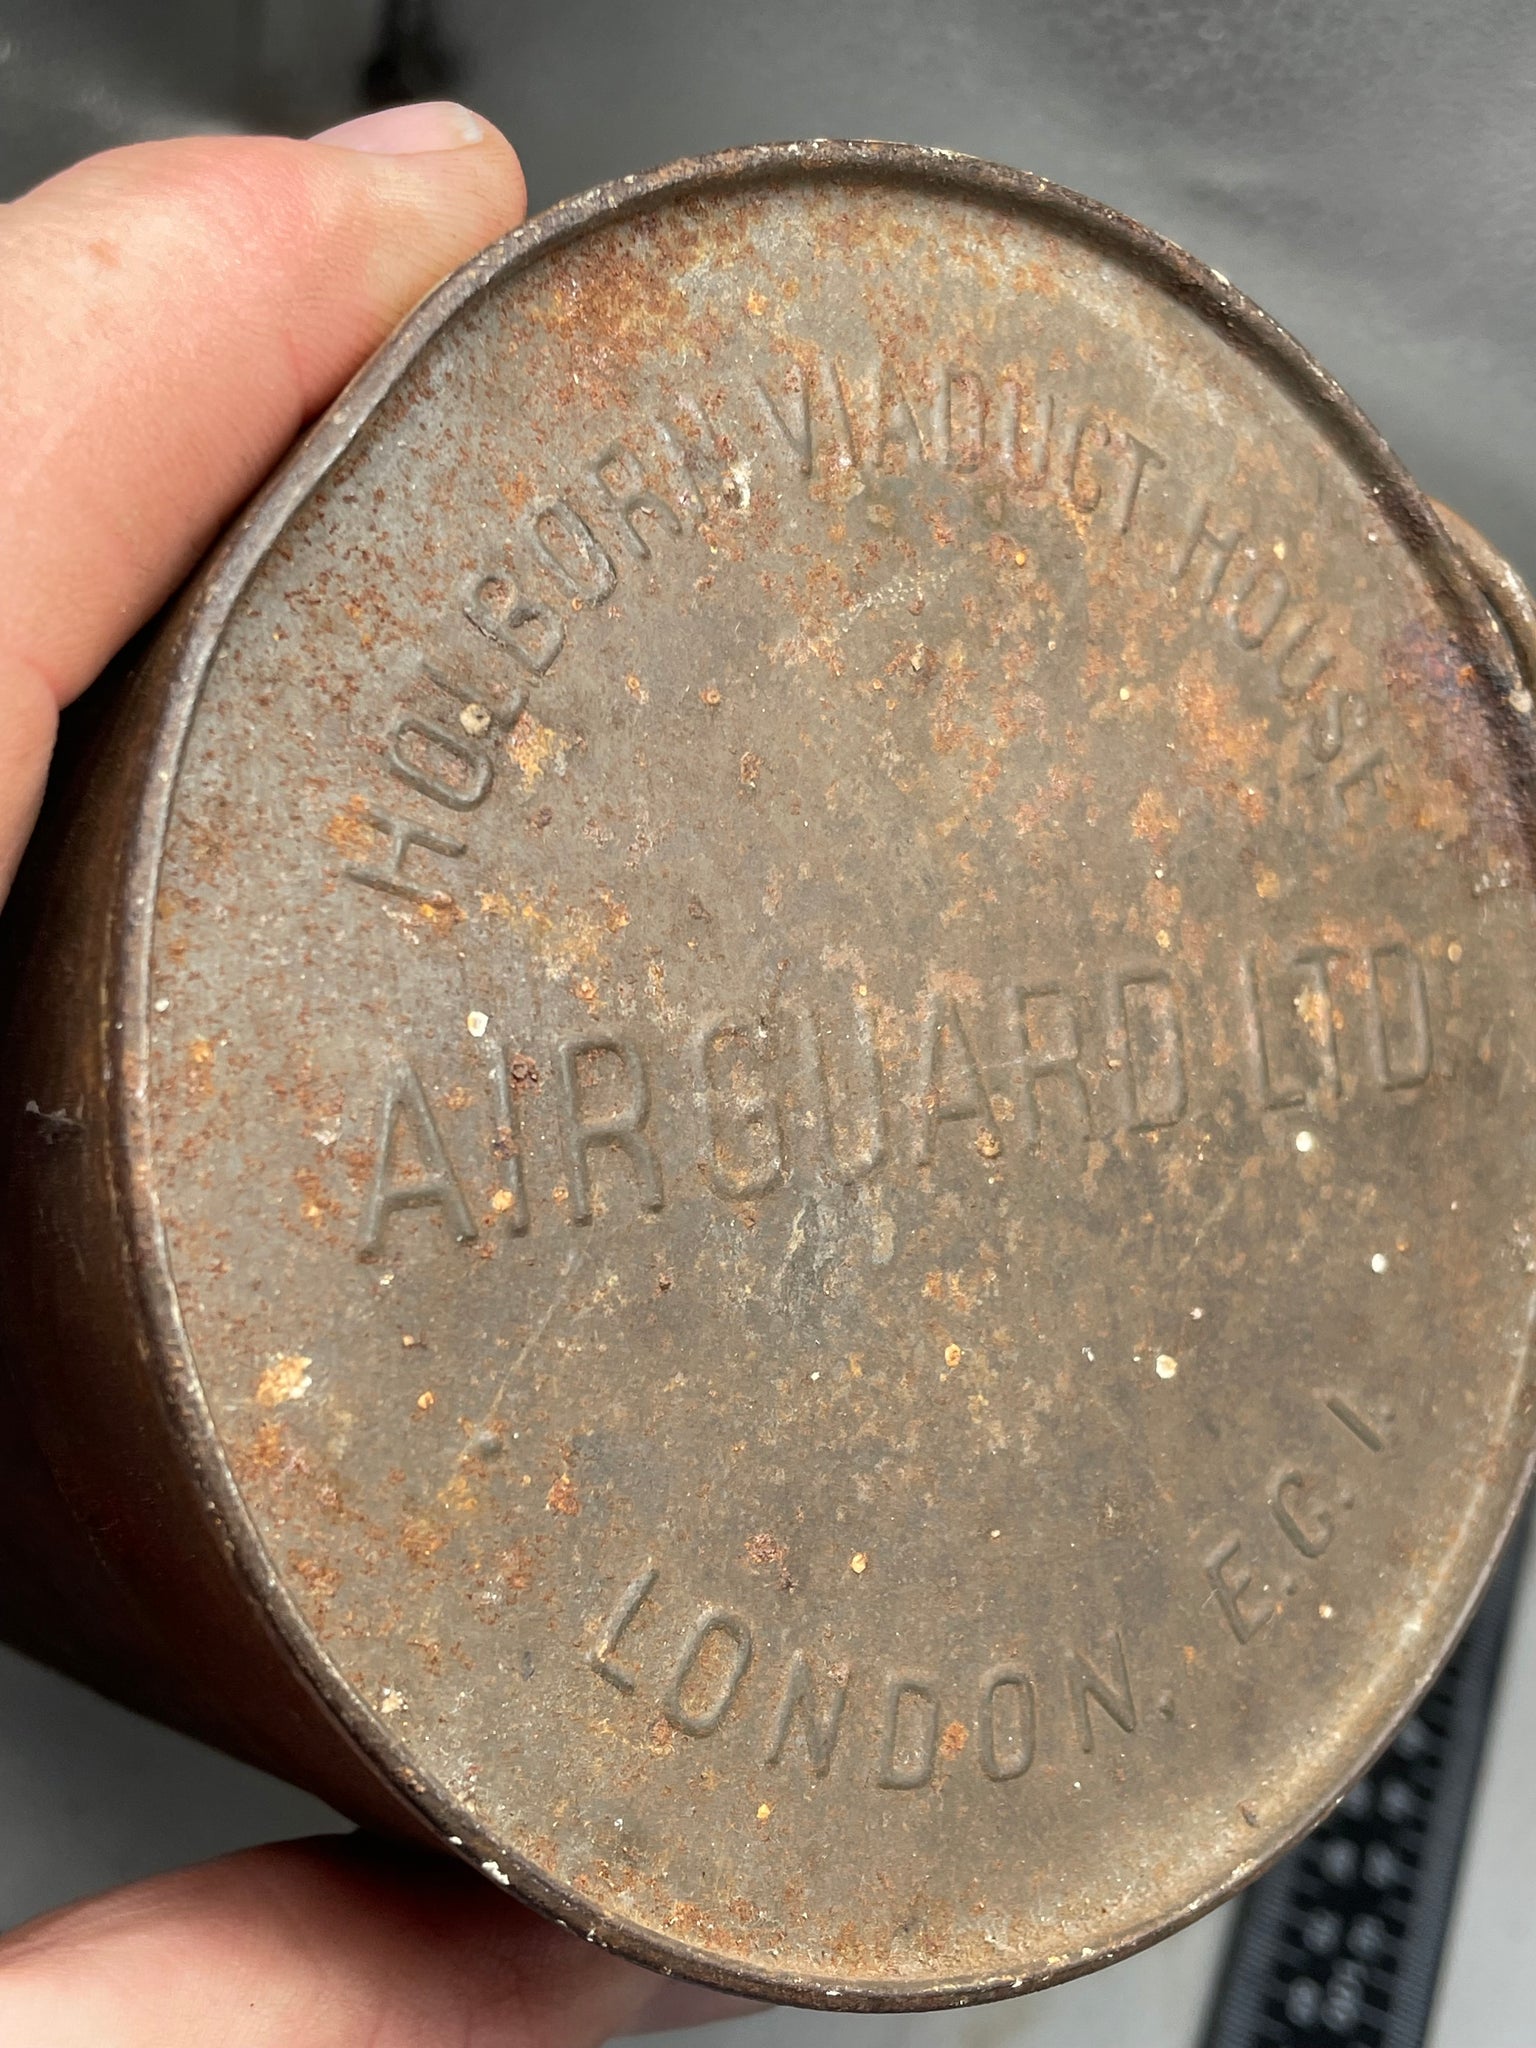 HOLBORN VIADUCT HOUSE
AIRGUARD LTD
LONDON. E.C.1.